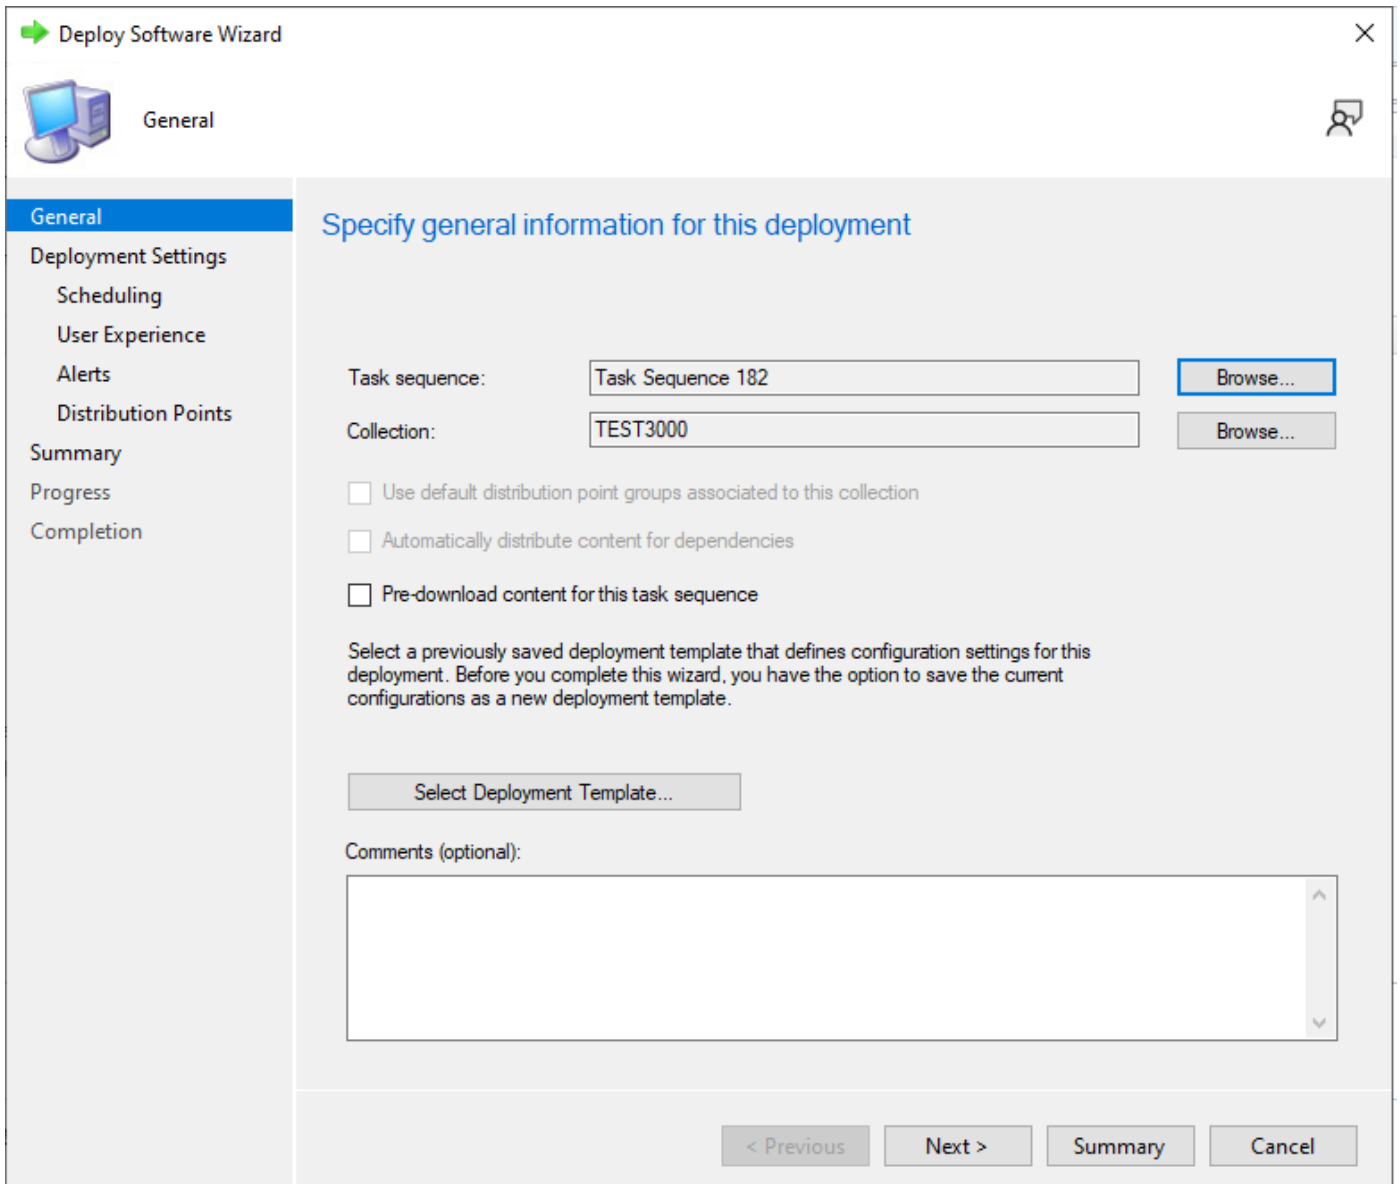 Deploy Software Wizard
General
General
Deployment Settings
Scheduling
User Experience
Alerts
Distribution Points
Summary
Progress
Completion
Specify general information for this deployment
Task sequence: Task Sequence 182 Browse...
Collection: TEST3000 Browse...
Use default distribution point groups associated to this collection
Automatically distribute content for dependencies
Pre-download content for this task sequence
Select a previously saved deployment template that defines configuration settings for this
deployment. Before you complete this wizard, you have the option to save the current
configurations as a new deployment template.
Select Deployment Template...
Comments (optional):
< Previous Next > Summary Cancel